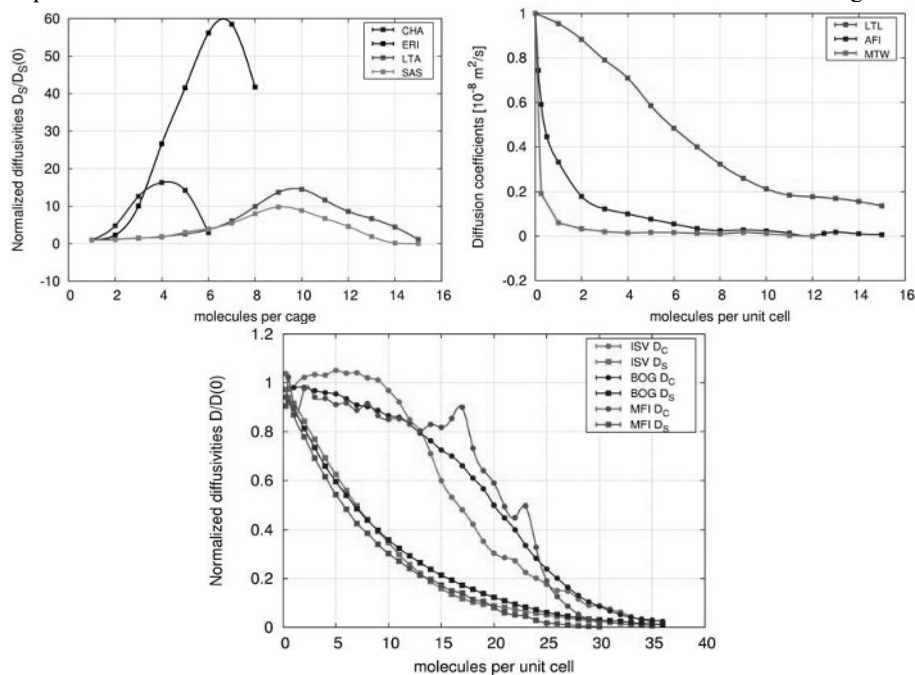 60
50
40
30
20
10
0
-10
0 2 4 6 8 10 12 14 16
Normalized diffusivities D_S/D_S(0)
molecules per cage
CHA
ERI
LTA
SAS
1
0.8
0.6
0.4
0.2
0
-0.2
0 2 4 6 8 10 12 14 16
Diffusion coefficients [10^-8 m^2/s]
molecules per unit cell
LTL
AFI
MTW
1.2
1
0.8
0.6
0.4
0.2
0
0 5 10 15 20 25 30 35 40
Normalized diffusivities D/D(0)
molecules per unit cell
ISV D_C
ISV D_S
BOG D_C
BOG D_S
MFI D_C
MFI D_S